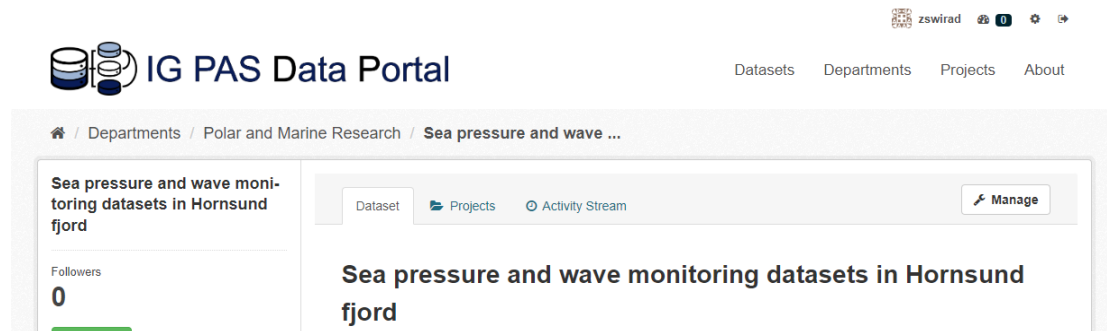 zswirad 0
IG PAS Data Portal
Datasets Departments Projects About
/ Departments / Polar and Marine Research / Sea pressure and wave ...
Sea pressure and wave moni-
toring datasets in Hornsund
fjord
Followers
0
Dataset Projects Activity Stream
Manage
Sea pressure and wave monitoring datasets in Hornsund
fjord